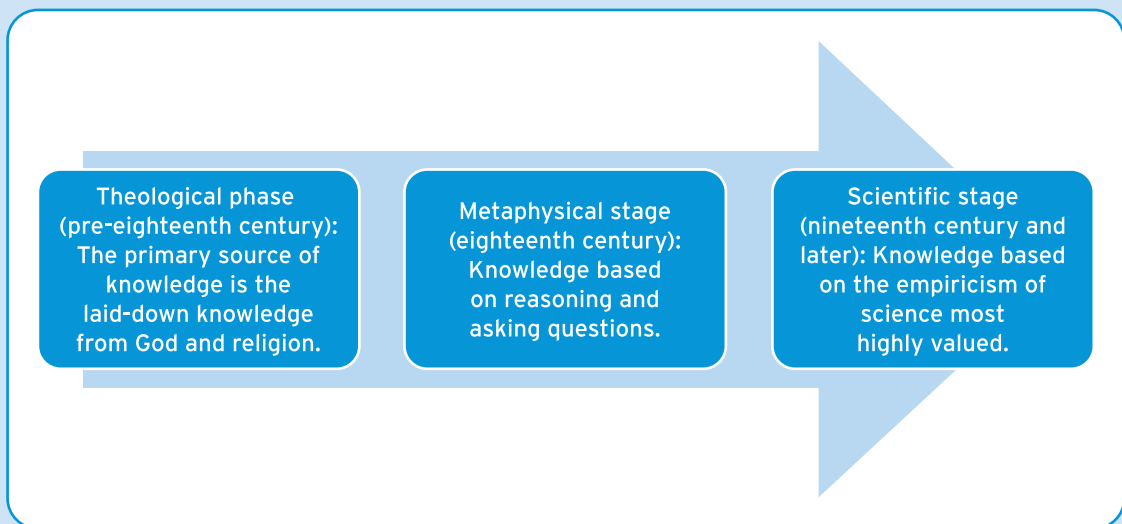 Theological phase
(pre-eighteenth century):
The primary source of
knowledge is the
laid-down knowledge
from God and religion.
Metaphysical stage
(eighteenth century):
Knowledge based
on reasoning and
asking questions.
Scientific stage
(nineteenth century and
later): Knowledge based
on the empiricism of
science most
highly valued.